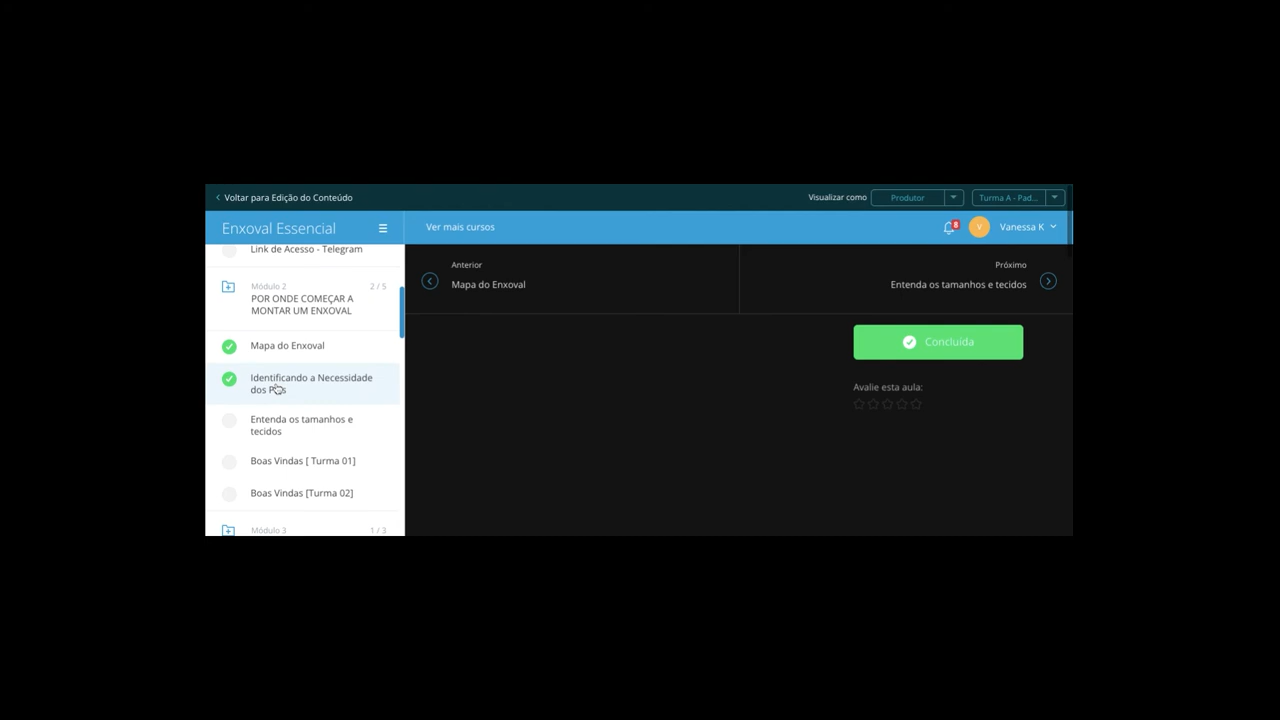 Voltar para Edição do Conteúdo
Visualizar como
Produtor
Turma A - Pad...
Enxoval Essencial
Ver mais cursos
8
V
Vanessa K
Link de Acesso - Telegram
Módulo 2
2 / 5
POR ONDE COMEÇAR A
MONTAR UM ENXOVAL
Mapa do Enxoval
Identificando a Necessidade
dos
Entenda os tamanhos e
tecidos
Boas Vindas [ Turma 01]
Boas Vindas [Turma 02]
Módulo 3
1 / 3
Anterior
Mapa do Enxoval
Próximo
Entenda os tamanhos e tecidos
Concluída
Avalie esta aula: